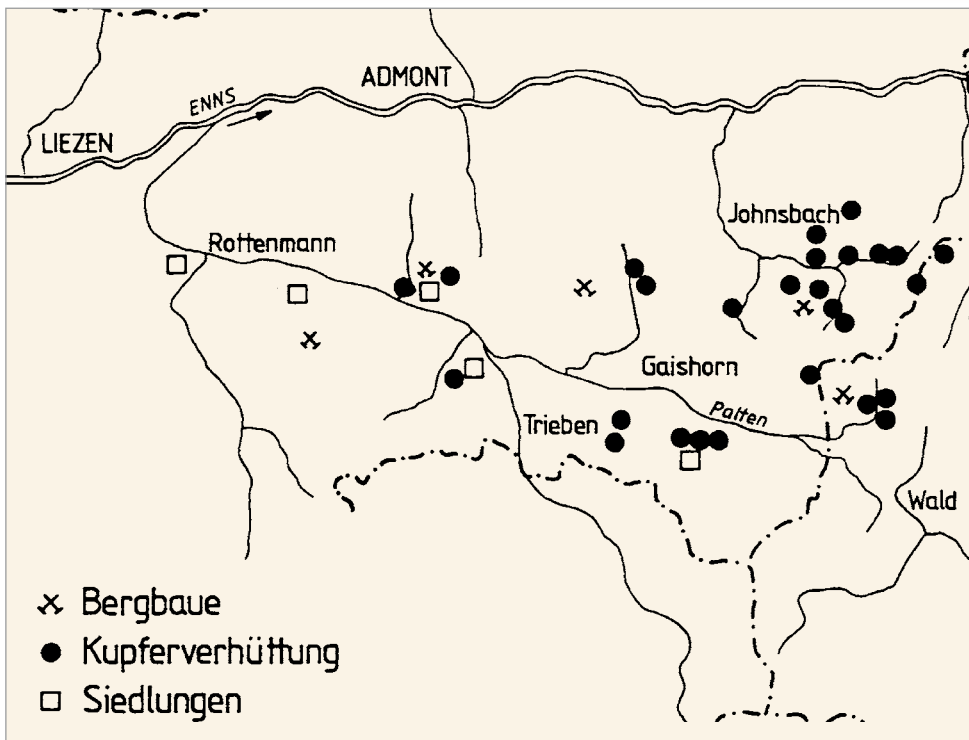 ADMONT
ENNS
LIEZEN
Johnsbach
Rottenmann
Gaishorn
Palten
Trieben
Wald
Bergbaue
Kupferverhüttung
Siedlungen